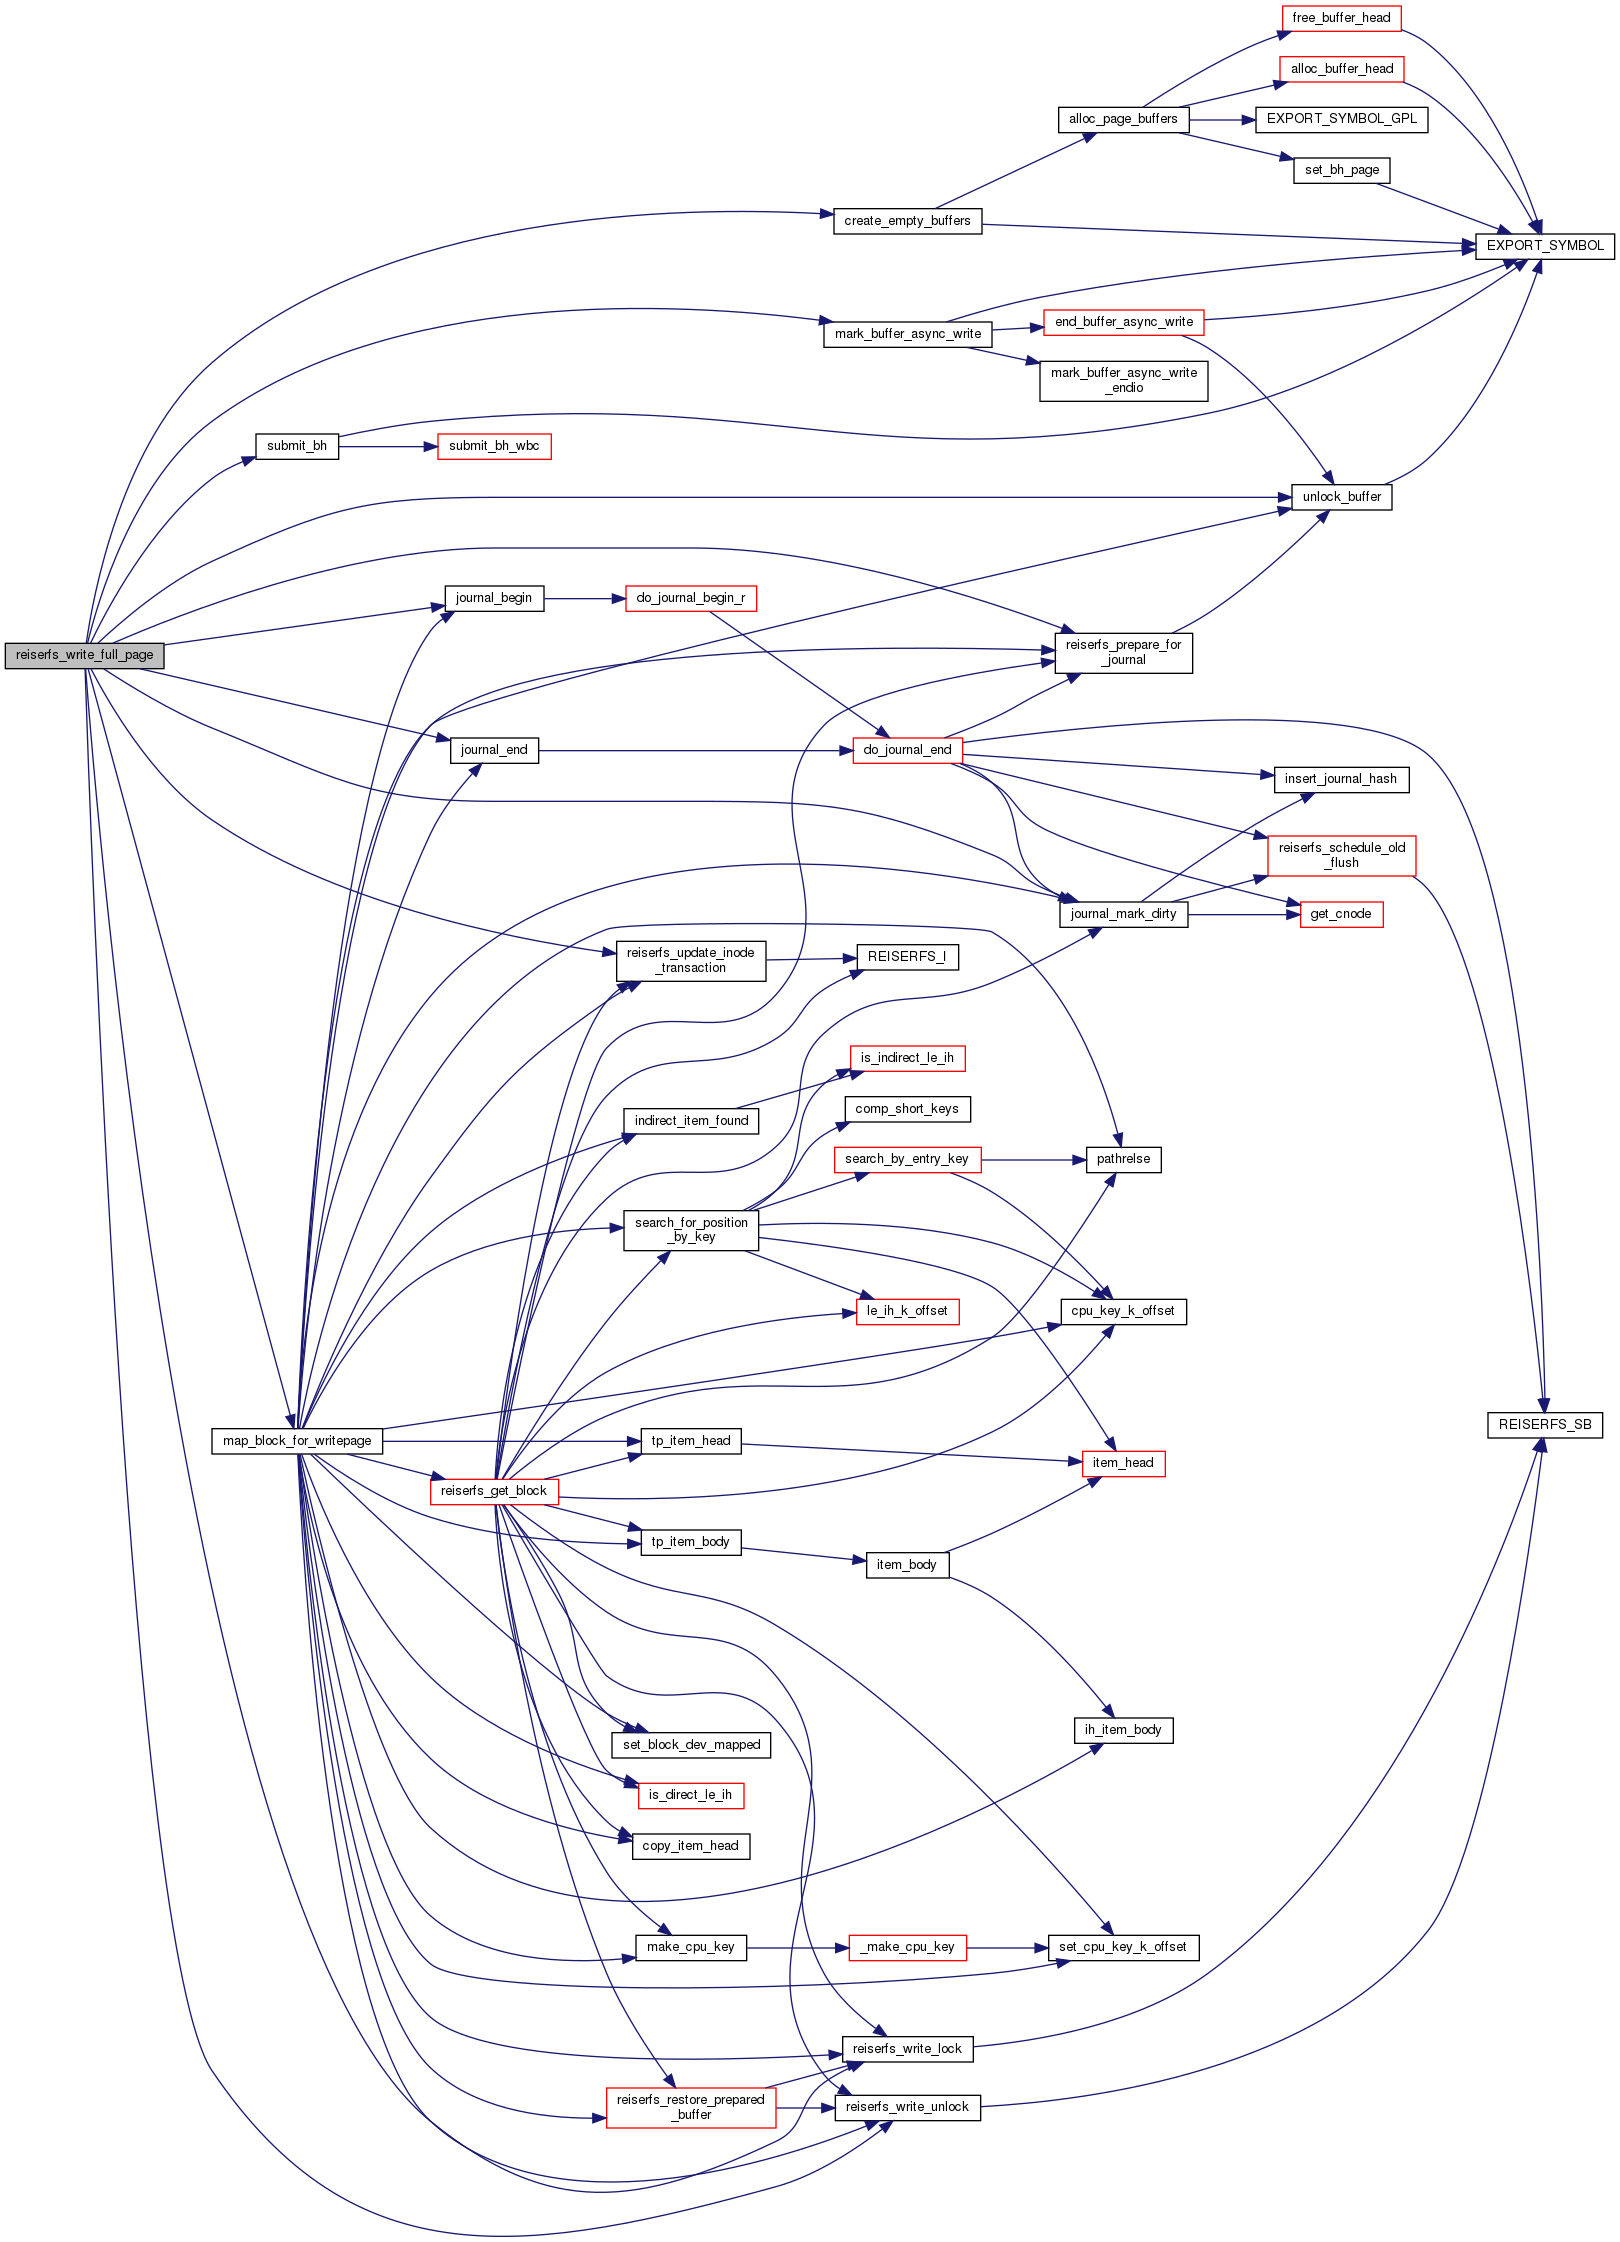 free_buffer_head
alloc_buffer_head
alloc_page_buffers
EXPORT_SYMBOL_GPL
set_bh_page
create_empty_buffers
EXPORT_SYMBOL
end_buffer_async_write
mark_buffer_async_write
mark_buffer_async_write
_endio
submit_bh
submit_bh_wbc
unlock_buffer
journal_begin
do_journal_begin_r
reiserfs_write_full_page
reiserfs_prepare_for
_journal
journal_end
do_journal_end
insert_journal_hash
reiserfs_schedule_old
_flush
journal_mark_dirty
get_cnode
reiserfs_update_inode
_transaction
REISERFS_I
is_indirect_le_ih
indirect_item_found
comp_short_keys
search_by_entry_key
pathrelse
search_for_position
_by_key
le_ih_k_offset
cpu_key_k_offset
REISERFS_SB
map_block_for_writepage
tp_item_head
item_head
reiserfs_get_block
tp_item_body
item_body
ih_item_body
set_block_dev_mapped
is_direct_le_ih
copy_item_head
make_cpu_key
_make_cpu_key
set_cpu_key_k_offset
reiserfs_write_lock
reiserfs_restore_prepared
_buffer
reiserfs_write_unlock